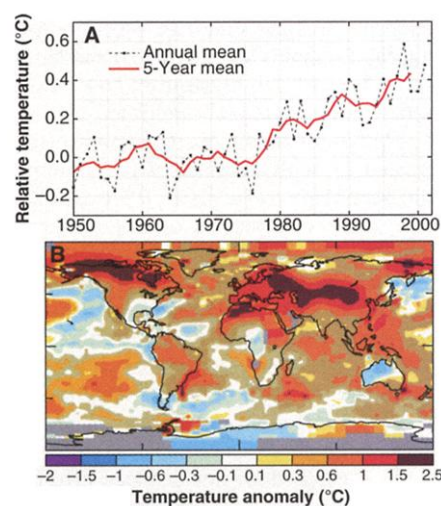 A
Annual mean
5-Year mean
Relative temperature (°C)
0.6
0.4
0.2
0.0
−0.2
1950 1960 1970 1980 1990 2000
B
−2 −1.5 −1 −0.6 −0.3 −0.1 0.1 0.3 0.6 1 1.5 2.5
Temperature anomaly (°C)